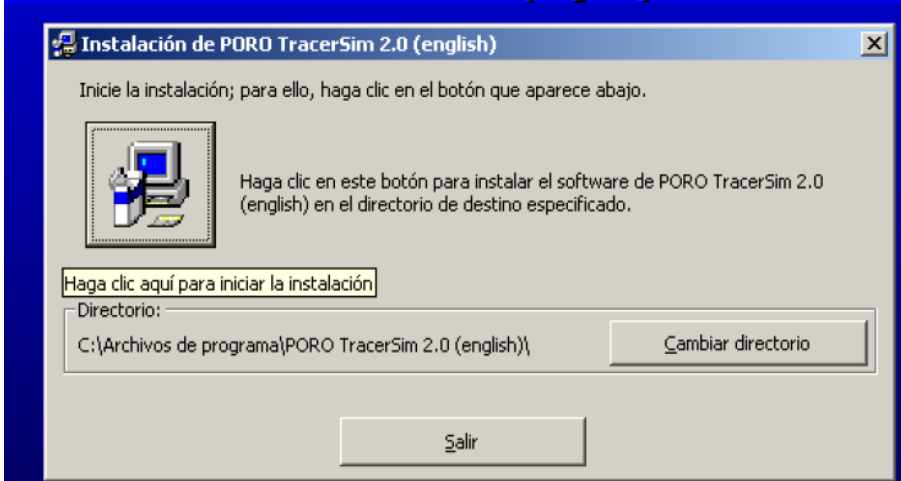 Instalación de PORO TracerSim 2.0 (english)
Inicie la instalación; para ello, haga clic en el botón que aparece abajo.
Haga clic en este botón para instalar el software de PORO TracerSim 2.0
(english) en el directorio de destino especificado.
Haga clic aquí para iniciar la instalación
Directorio:
C:\Archivos de programa\PORO TracerSim 2.0 (english)\
Cambiar directorio
Salir